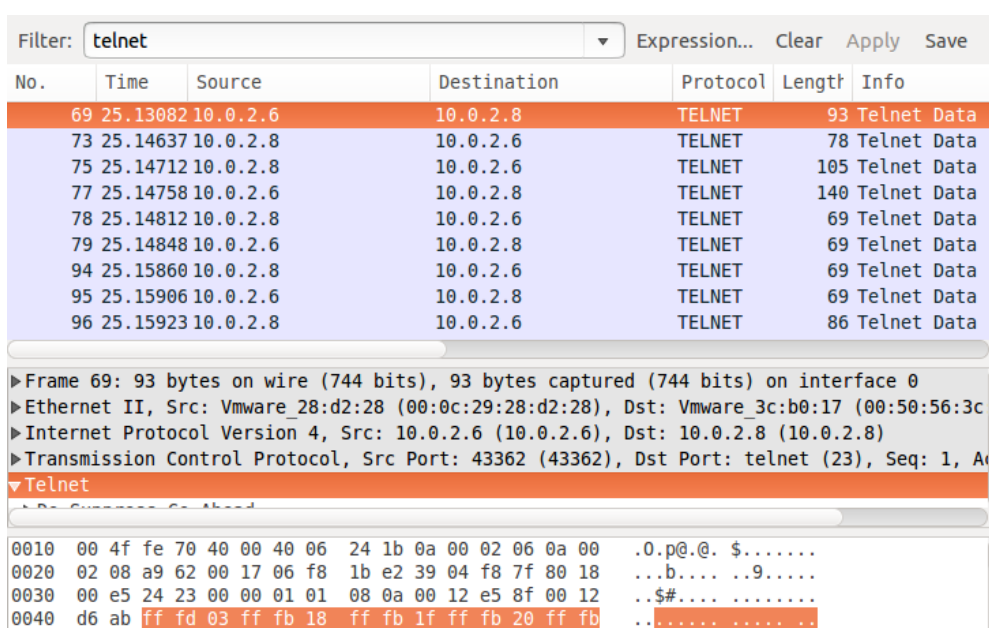 Filter: telnet Expression... Clear Apply Save
No. Time Source Destination Protocol Length Info
69 25.13082 10.0.2.6 10.0.2.8 TELNET 93 Telnet Data
73 25.14637 10.0.2.8 10.0.2.6 TELNET 78 Telnet Data
75 25.14712 10.0.2.8 10.0.2.6 TELNET 105 Telnet Data
77 25.14758 10.0.2.8 10.0.2.6 TELNET 140 Telnet Data
78 25.14812 10.0.2.8 10.0.2.6 TELNET 69 Telnet Data
79 25.14848 10.0.2.8 10.0.2.6 TELNET 69 Telnet Data
94 25.15860 10.0.2.8 10.0.2.6 TELNET 69 Telnet Data
95 25.15906 10.0.2.6 10.0.2.8 TELNET 69 Telnet Data
96 25.15923 10.0.2.8 10.0.2.6 TELNET 86 Telnet Data
Frame 69: 93 bytes on wire (744 bits), 93 bytes captured (744 bits) on interface 0
Ethernet II, Src: Vmware_28:d2:28 (00:0c:29:28:d2:28), Dst: Vmware_3c:b0:17 (00:50:56:3c
Internet Protocol Version 4, Src: 10.0.2.6 (10.0.2.6), Dst: 10.0.2.8 (10.0.2.8)
Transmission Control Protocol, Src Port: 43362 (43362), Dst Port: telnet (23), Seq: 1, A
Telnet
0010 00 4f fe 70 40 00 40 06 24 1b 0a 00 02 06 0a 00 .O.p@.@. $.......
0020 02 08 a9 62 00 17 06 f8 1b e2 39 04 f8 7f 80 18 ...b.... ..9.....
0030 00 e5 24 23 00 00 01 01 08 0a 00 12 e5 8f 00 12 ..$#.... ........
0040 d6 ab ff fd 03 ff fb 18 ff fb 1f ff fb 20 ff fb ........ ..... ..